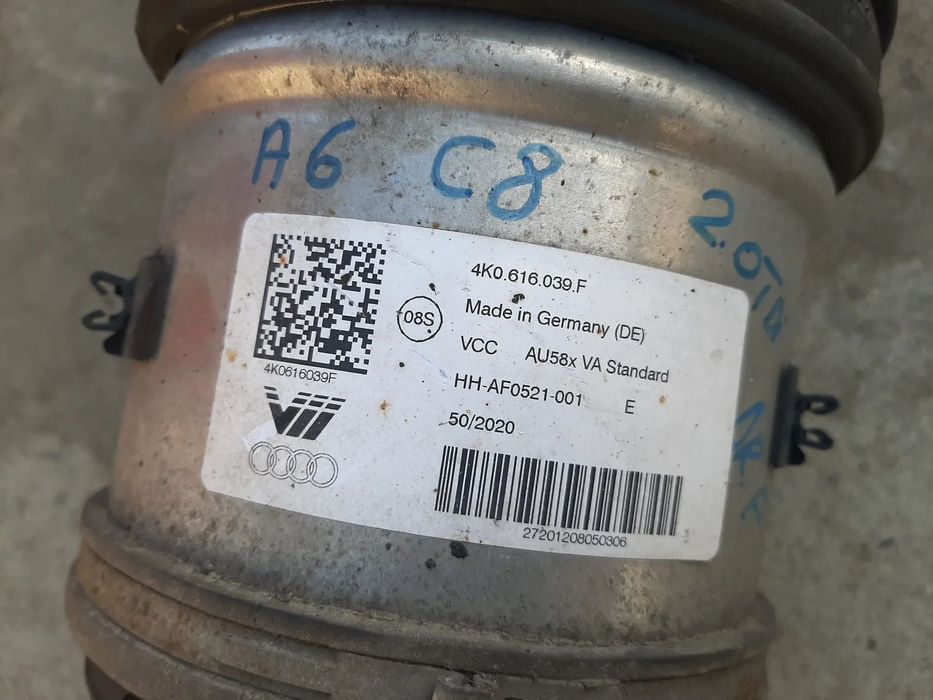 A6 C8
2.0TDI
4K0.616.039.F
08S
Made in Germany (DE)
VCC AU58x VA Standard
4K0616039F
HH-AF0521-001 E
50/2020
27201208050306